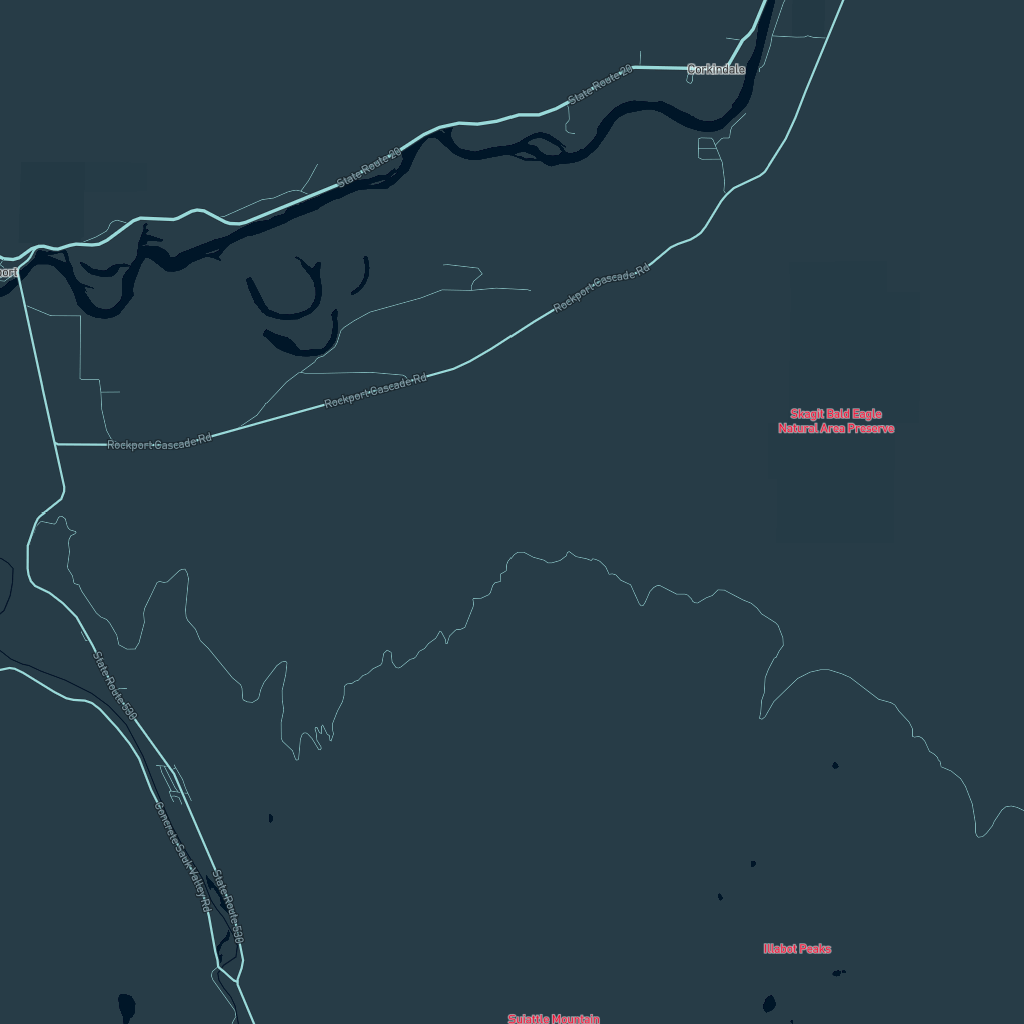 Corkindale
State Route 20
State Route 20
port
Rockport Cascade Rd
Rockport Cascade Rd
Rockport Cascade Rd
Skagit Bald Eagle
Natural Area Preserve
State Route 530
Concrete Sauk Valley Rd
State Route 530
Illabot Peaks
Suiattle Mountain